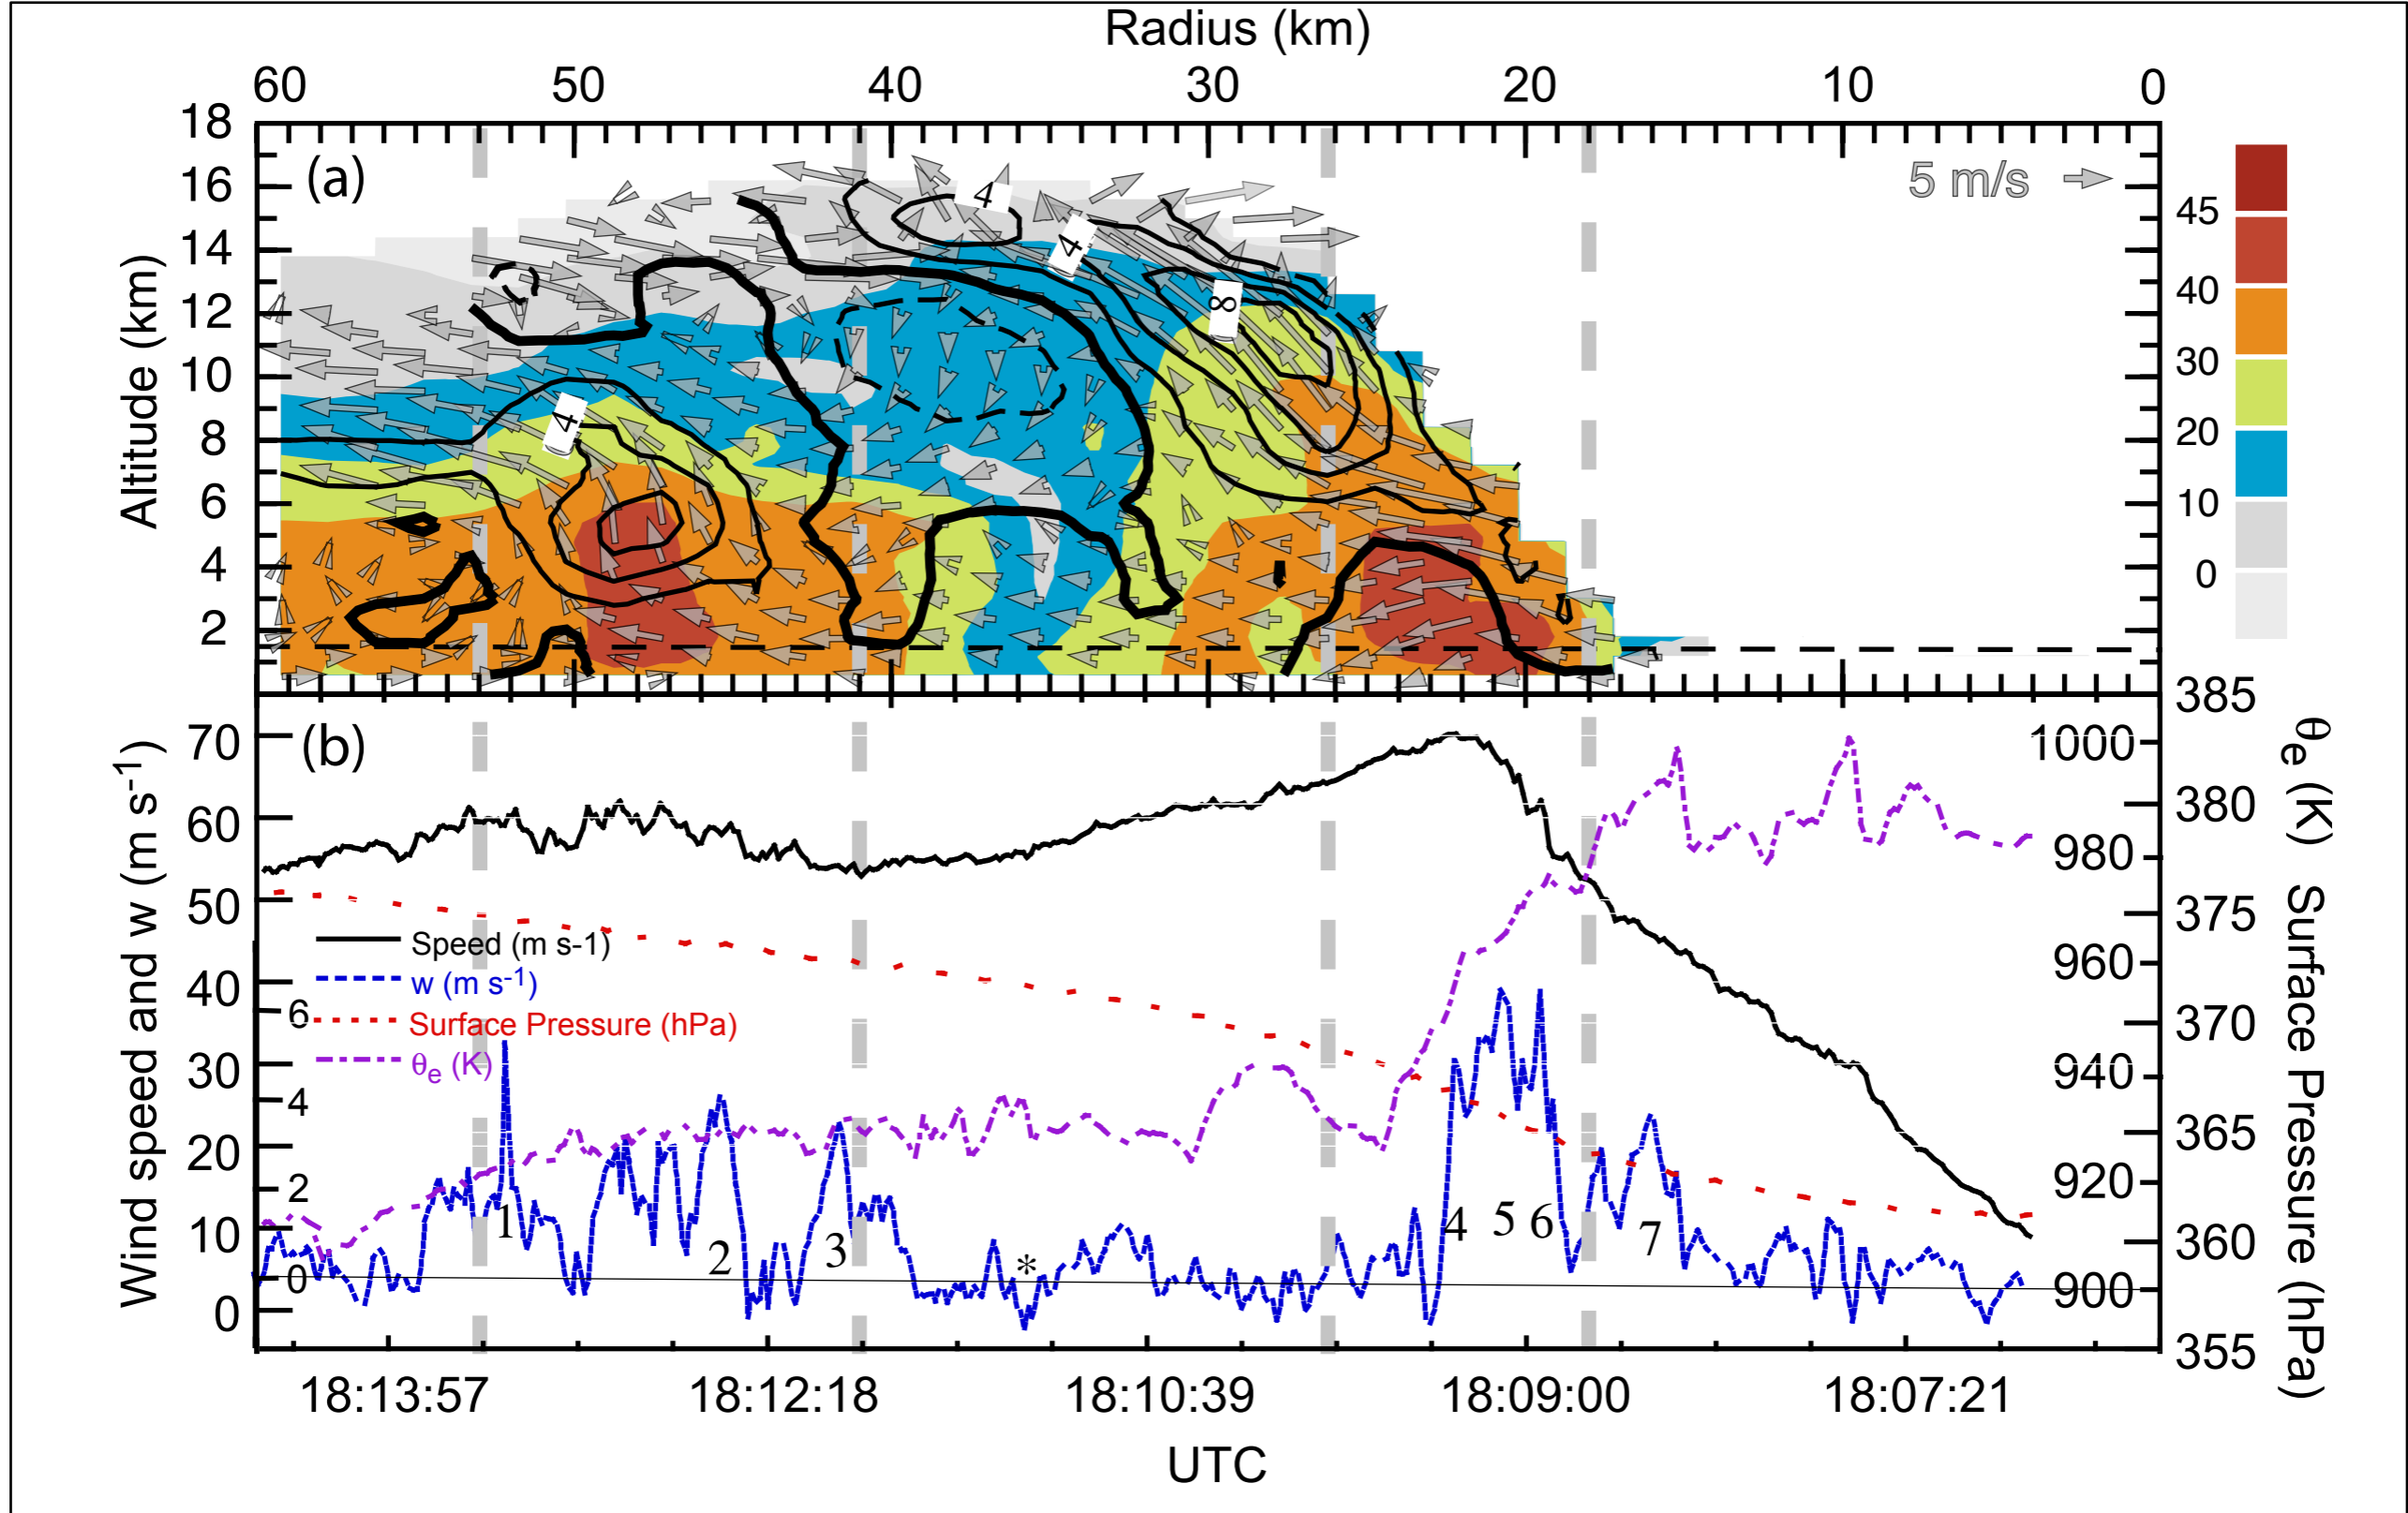 Radius (km)
60 50 40 30 20 10 0
(a)
5 m/s
Altitude (km)
18
16
14
12
10
8
6
4
2
4
4
8
4
45
40
30
20
10
0
(b)
Wind speed and w (m s-1)
70
60
50
40
30
20
10
0
6
4
2
0
Speed (m s-1)
w (m s-1)
Surface Pressure (hPa)
θe (K)
1 2 3 * 4 5 6 7
1000
980
960
940
920
900
385
380
375
370
365
360
355
θe (K) Surface Pressure (hPa)
18:13:57 18:12:18 18:10:39 18:09:00 18:07:21
UTC